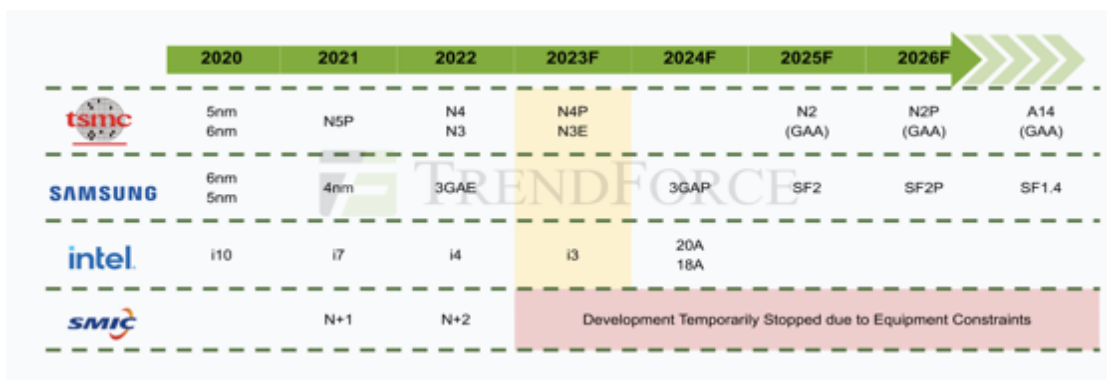 2020 2021 2022 2023F 2024F 2025F 2026F
tsmc
5nm
6nm
N5P
N4
N3
N4P
N3E
N2
(GAA)
N2P
(GAA)
A14
(GAA)
SAMSUNG
6nm
5nm
4nm
3GAE
3GAP
SF2
SF2P
SF1.4
TRENDFORCE
intel.
i10
i7
i4
i3
20A
18A
SMIC
N+1
N+2
Development Temporarily Stopped due to Equipment Constraints